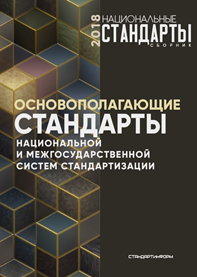 2018
НАЦИОНАЛЬНЫЕ
СТАНДАРТЫ
СБОРНИК
ОСНОВОПОЛАГАЮЩИЕ
СТАНДАРТЫ
НАЦИОНАЛЬНОЙ
И МЕЖГОСУДАРСТВЕННОЙ
СИСТЕМ СТАНДАРТИЗАЦИИ
СТАНДАРТИНФОРМ